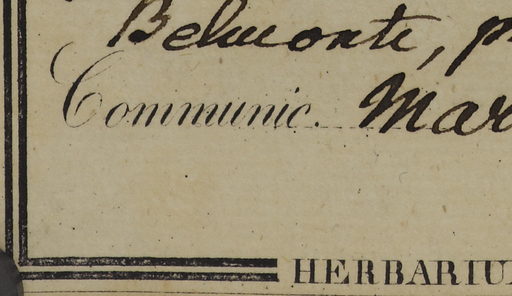 Belmonte, p
Communic. Mar
HERBARIU